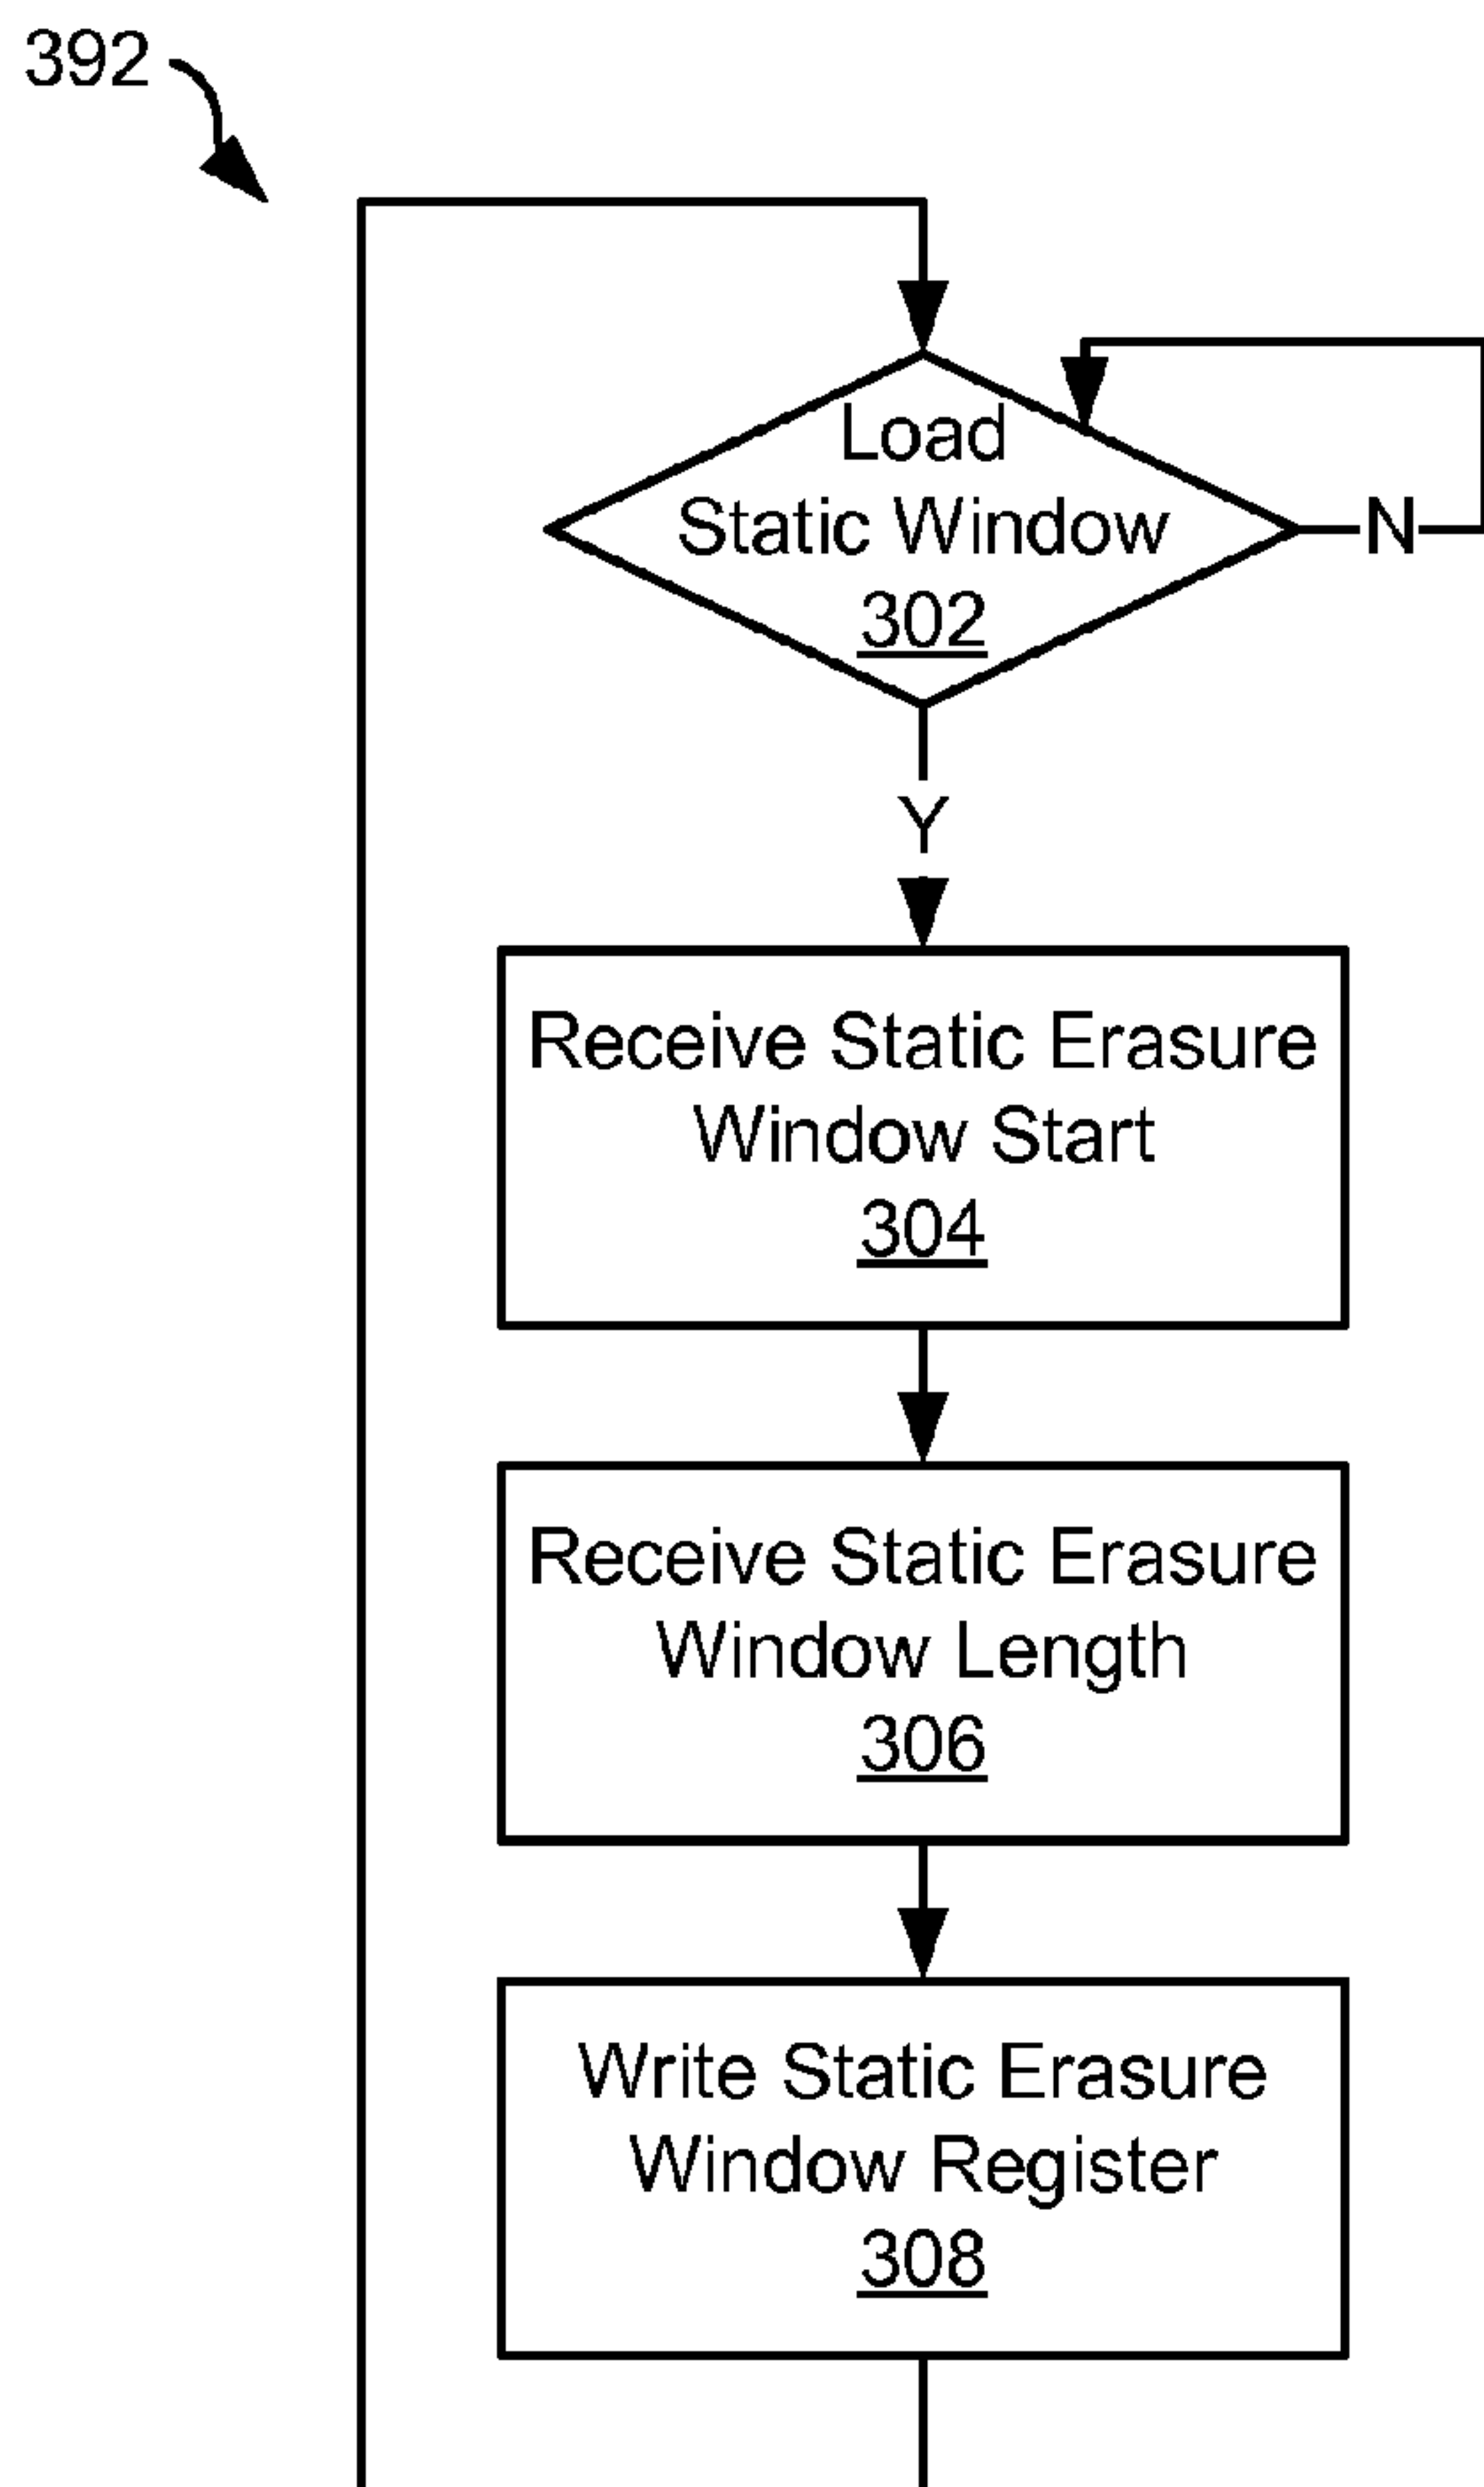 392
Load
Static Window
302
N
Y
Receive Static Erasure
Window Start
304
Receive Static Erasure
Window Length
306
Write Static Erasure
Window Register
308